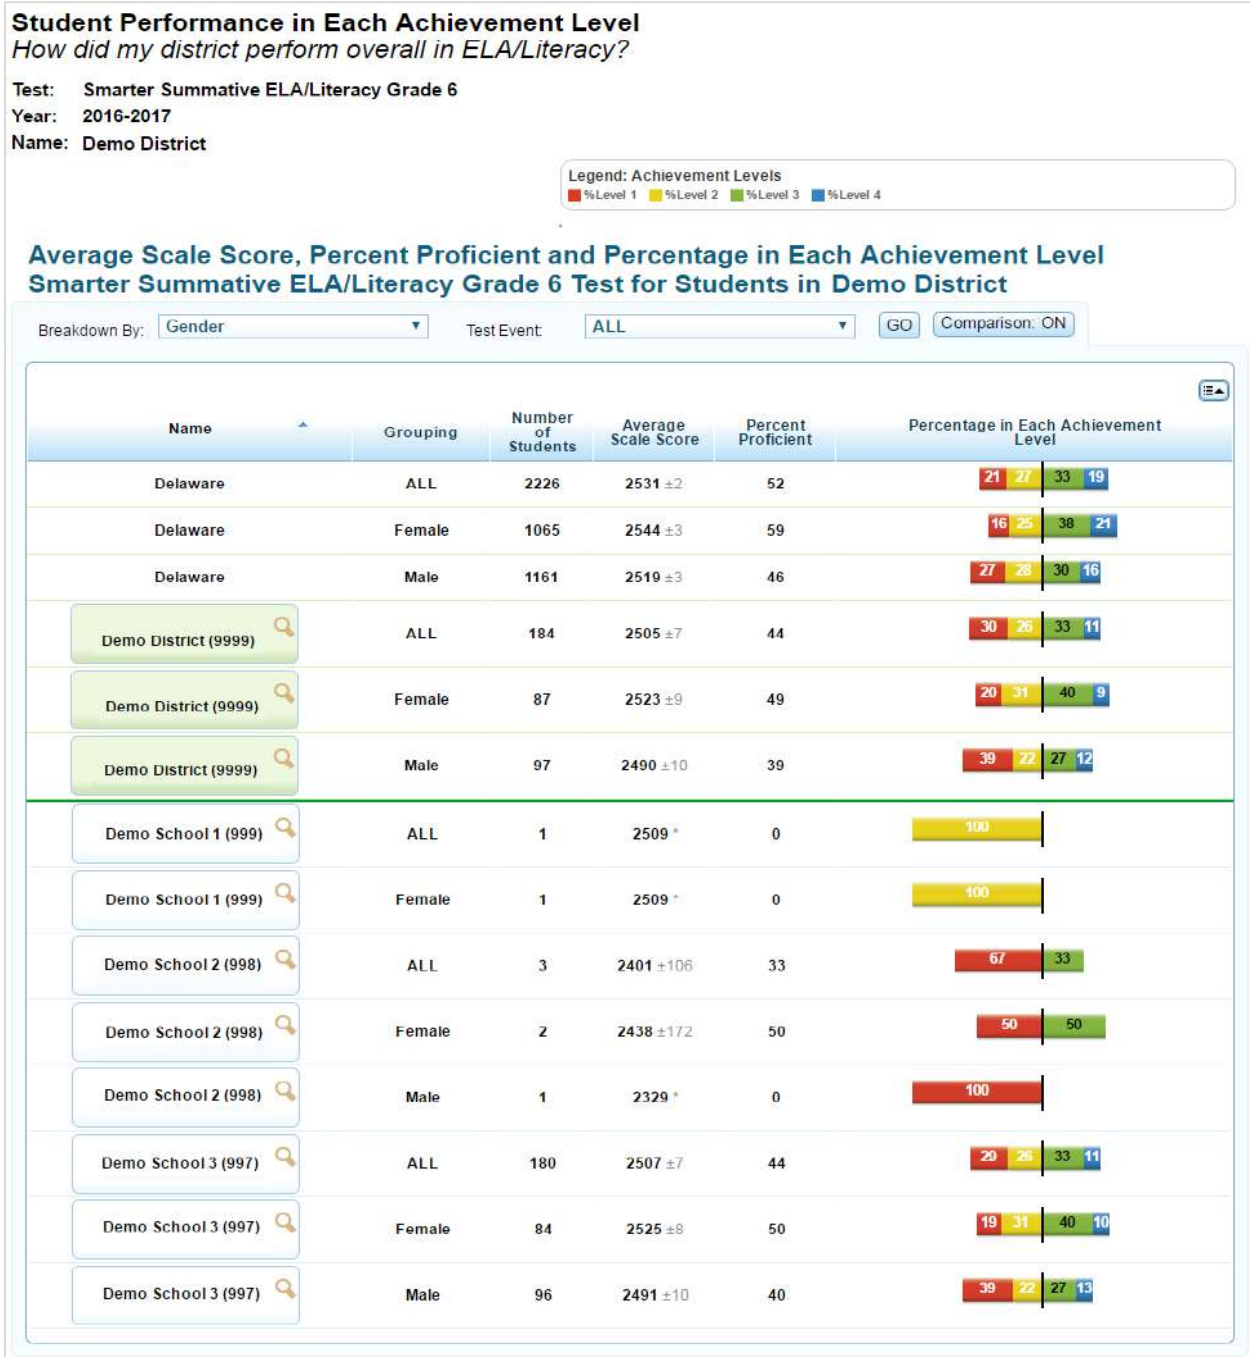 Student Performance in Each Achievement Level
How did my district perform overall in ELA/Literacy?
Test: Smarter Summative ELA/Literacy Grade 6
Year: 2016-2017
Name: Demo District
Legend: Achievement Levels
%Level 1 %Level 2 %Level 3 %Level 4
Average Scale Score, Percent Proficient and Percentage in Each Achievement Level
Smarter Summative ELA/Literacy Grade 6 Test for Students in Demo District
Breakdown By: Gender Test Event: ALL GO Comparison: ON
Name Grouping Number of Students Average Scale Score Percent Proficient Percentage in Each Achievement Level
Delaware ALL 2226 2531 ±2 52 21 27 33 19
Delaware Female 1065 2544 ±3 59 16 25 38 21
Delaware Male 1161 2519 ±3 46 27 28 30 16
Demo District (9999) ALL 184 2505 ±7 44 30 26 33 11
Demo District (9999) Female 87 2523 ±9 49 20 31 40 9
Demo District (9999) Male 97 2490 ±10 39 39 22 27 12
Demo School 1 (999) ALL 1 2509 * 0 100
Demo School 1 (999) Female 1 2509 * 0 100
Demo School 2 (998) ALL 3 2401 ±106 33 67 33
Demo School 2 (998) Female 2 2438 ±172 50 50 50
Demo School 2 (998) Male 1 2329 * 0 100
Demo School 3 (997) ALL 180 2507 ±7 44 29 26 33 11
Demo School 3 (997) Female 84 2525 ±8 50 19 31 40 10
Demo School 3 (997) Male 96 2491 ±10 40 39 22 27 13